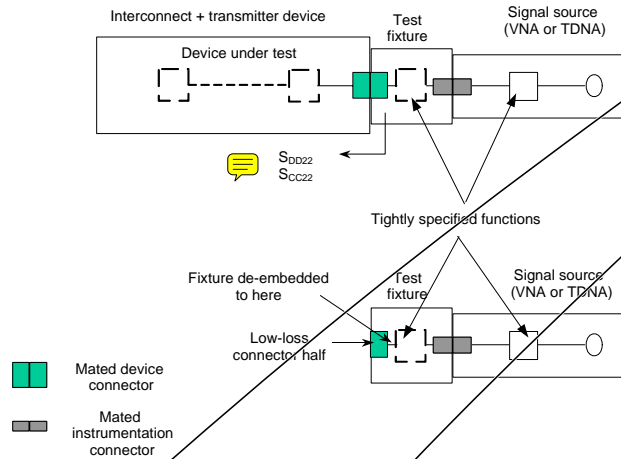 Interconnect + transmitter device
Test
fixture
Signal source
(VNA or TDNA)
Device under test
SDD22
SCC22
Tightly specified functions
Fixture de-embedded
to here
Test
fixture
Signal source
(VNA or TDNA)
Low-loss
connector half
Mated device
connector
Mated
instrumentation
connector